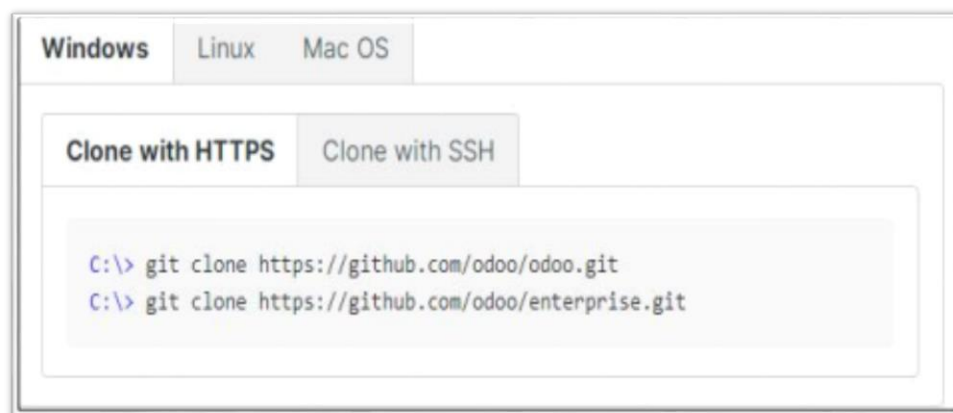 Windows Linux Mac OS
Clone with HTTPS Clone with SSH
C:\> git clone https://github.com/odoo/odoo.git
C:\> git clone https://github.com/odoo/enterprise.git